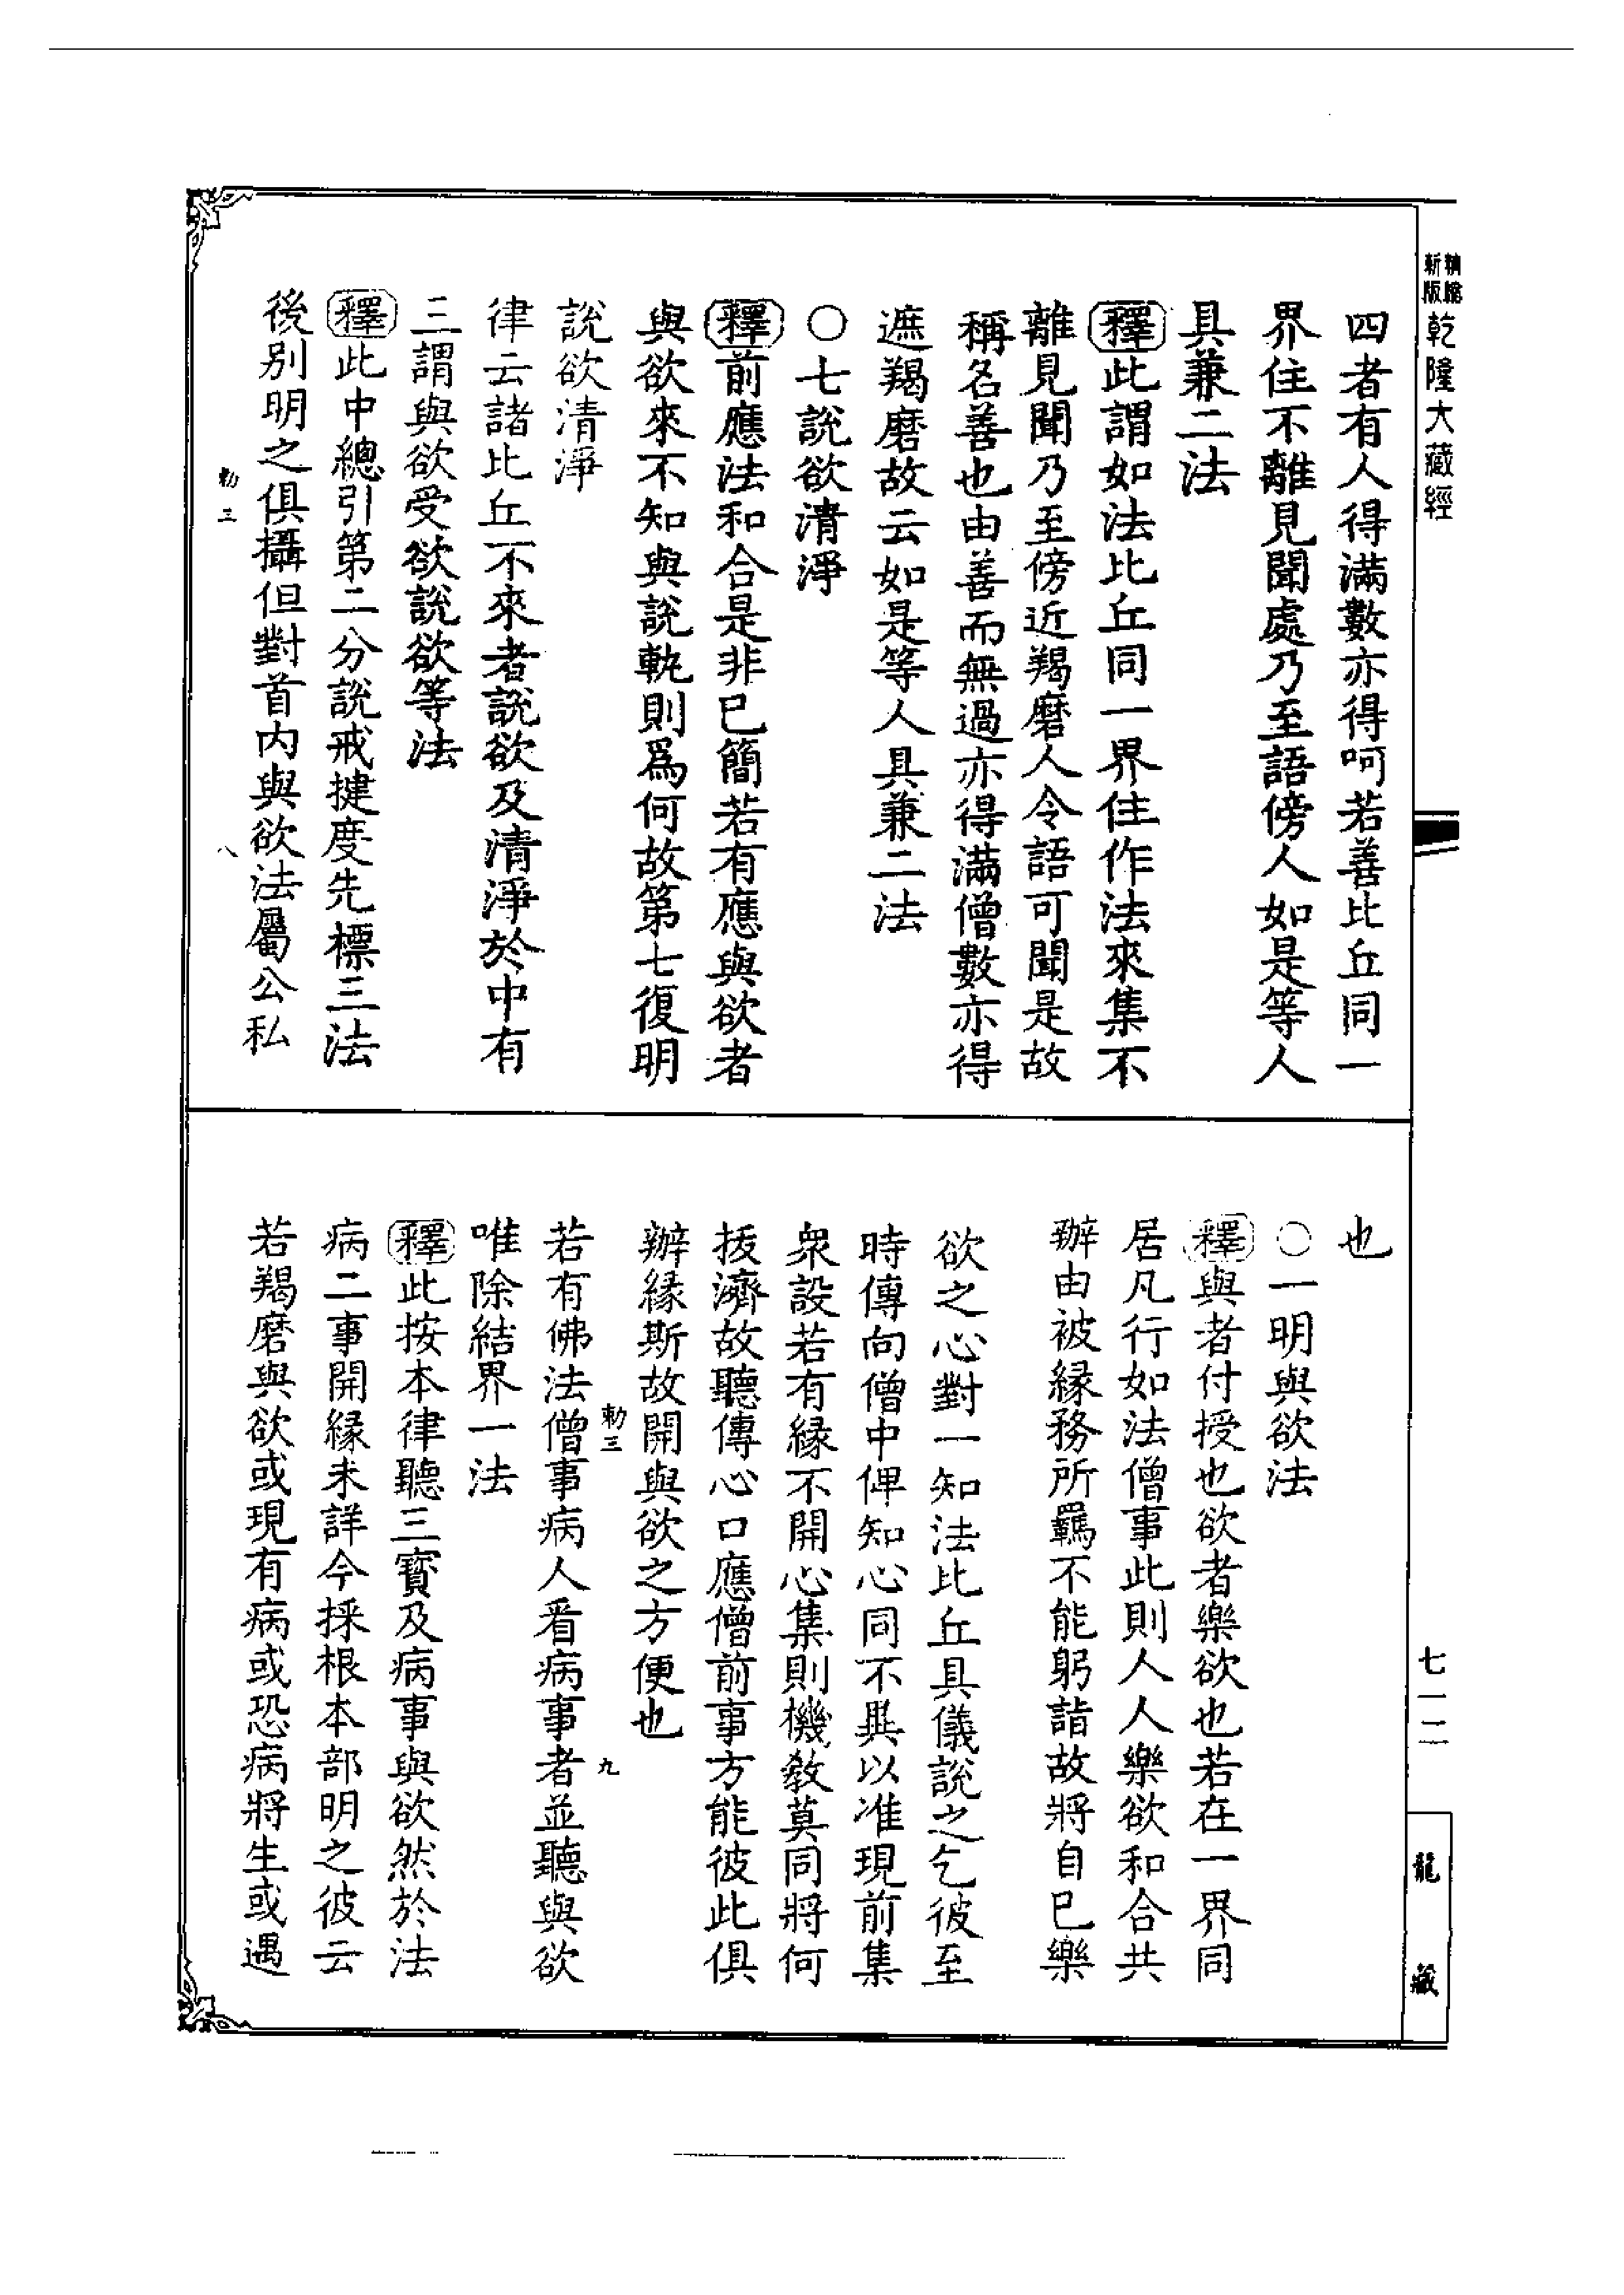 精縮新版乾隆大藏經
四者有人得滿數亦得呵若善比丘同一
界住不離見聞處乃至語傍人如是等人
具兼二法
釋此謂如法比丘同一界住作法來集不
離見聞乃至傍近羯磨人令語可聞是故
稱名善也由善而無過亦得滿僧數亦得
遮羯磨故云如是等人具兼二法
○七說欲清淨
釋前應法和合是非已簡若有應與欲者
與欲來不知與說軌則爲何故第七復明
說欲清淨
律云諸比丘不來者說欲及清淨於中有
三謂與欲受欲說欲等法
釋此中總引第二分說戒揵度先標三法
後別明之俱攝但對首內與欲法屬公私
勅三 八
也
○一明與欲法
釋與者付授也欲者樂欲也若在一界同
居凡行如法僧事此則人人樂欲和合共
辦由被緣務所羈不能躬詣故將自已樂
欲之心對一知法比丘具儀說之乞彼至
時傳向僧中俾知心同不異以准現前集
衆設若有緣不開心集則機教莫同將何
拔濟故聽傳心口應僧前事方能彼此俱
辦緣斯故開與欲之方便也
勅三 九
若有佛法僧事病人看病事者並聽與欲
唯除結界一法
釋此按本律聽三寶及病事與欲然於法
病二事開緣未詳今採根本部明之彼云
若羯磨與欲或現有病或恐病將生或遇
七一二
龍藏